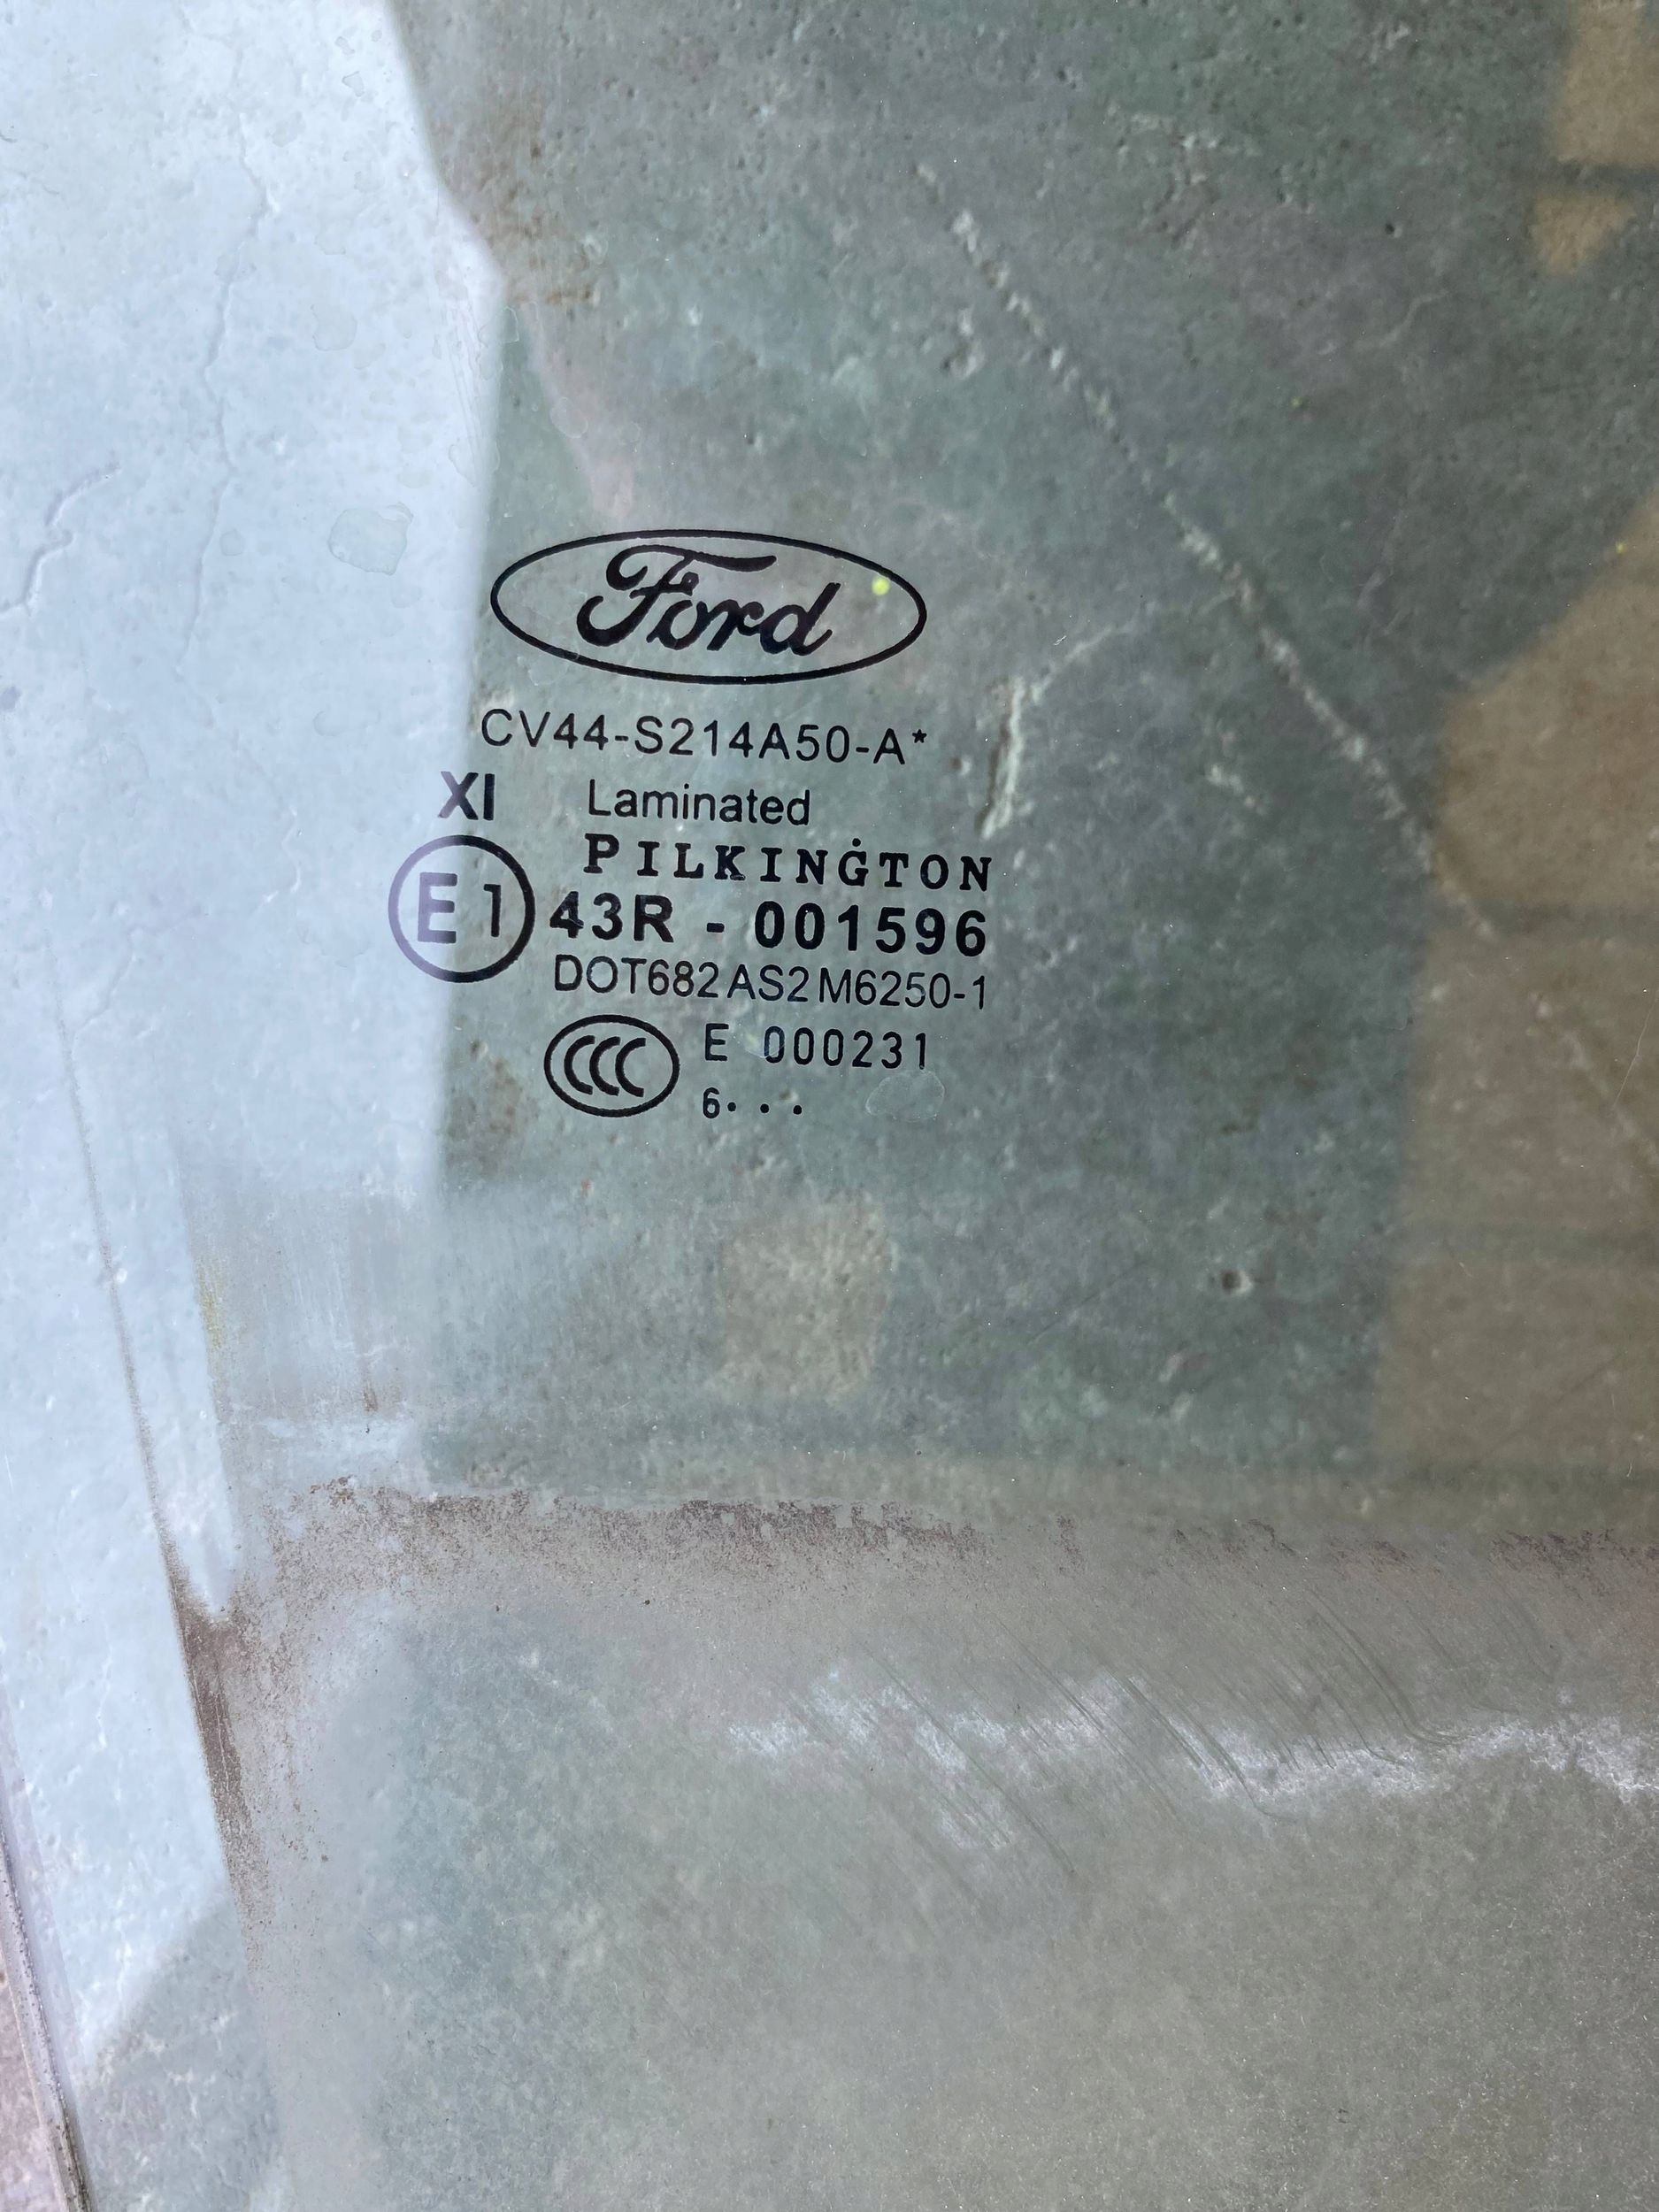 Ford
CV44-S214A50-A*
XI Laminated
PILKINGTON
E1 43R - 001596
DOT682 AS2 M6250-1
CCC E 000231
6· · ·